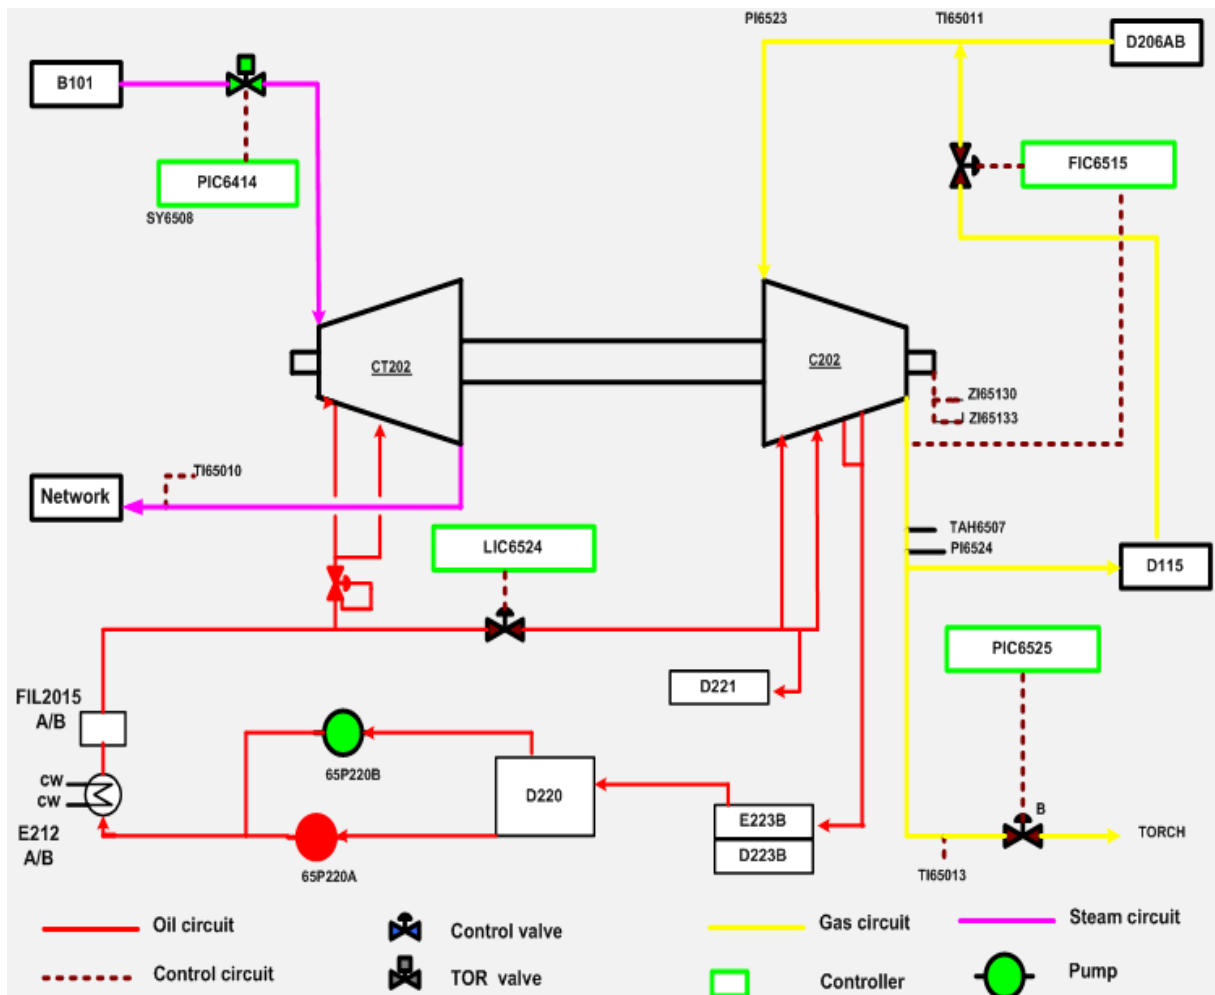 PI6523
TI65011
D206AB
B101
PIC6414
SY6508
FIC6515
CT202
C202
ZI65130
ZI65133
TI65010
Network
LIC6524
TAH6507
PI6524
D115
PIC6525
D221
FIL2015
A/B
65P220B
D220
CW
CW
E212
A/B
65P220A
E223B
D223B
B
TORCH
TI65013
Oil circuit
Control valve
Gas circuit
Steam circuit
Control circuit
TOR valve
Controller
Pump